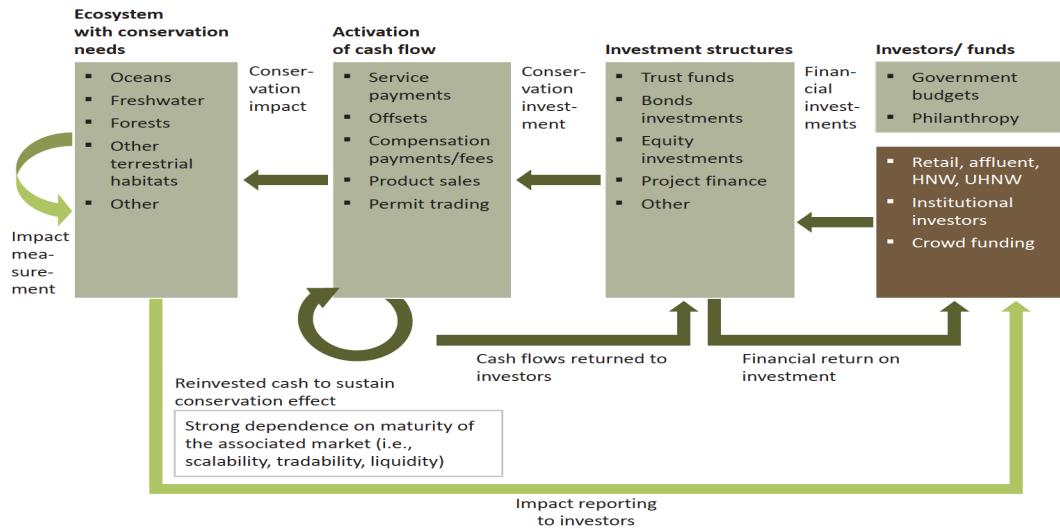 Ecosystem
with conservation
needs
▪ Oceans
▪ Freshwater
▪ Forests
▪ Other
terrestrial
habitats
▪ Other
Impact
mea-
sure-
ment
Conser-
vation
impact
Activation
of cash flow
▪ Service
payments
▪ Offsets
▪ Compensation
payments/fees
▪ Product sales
▪ Permit trading
Conser-
vation
invest-
ment
Investment structures
▪ Trust funds
▪ Bonds
investments
▪ Equity
investments
▪ Project finance
▪ Other
Finan-
cial
invest-
ments
Investors/ funds
▪ Government
budgets
▪ Philanthropy
▪ Retail, affluent,
HNW, UHNW
▪ Institutional
investors
▪ Crowd funding
Reinvested cash to sustain
conservation effect
Strong dependence on maturity of
the associated market (i.e.,
scalability, tradability, liquidity)
Cash flows returned to
investors
Financial return on
investment
Impact reporting
to investors